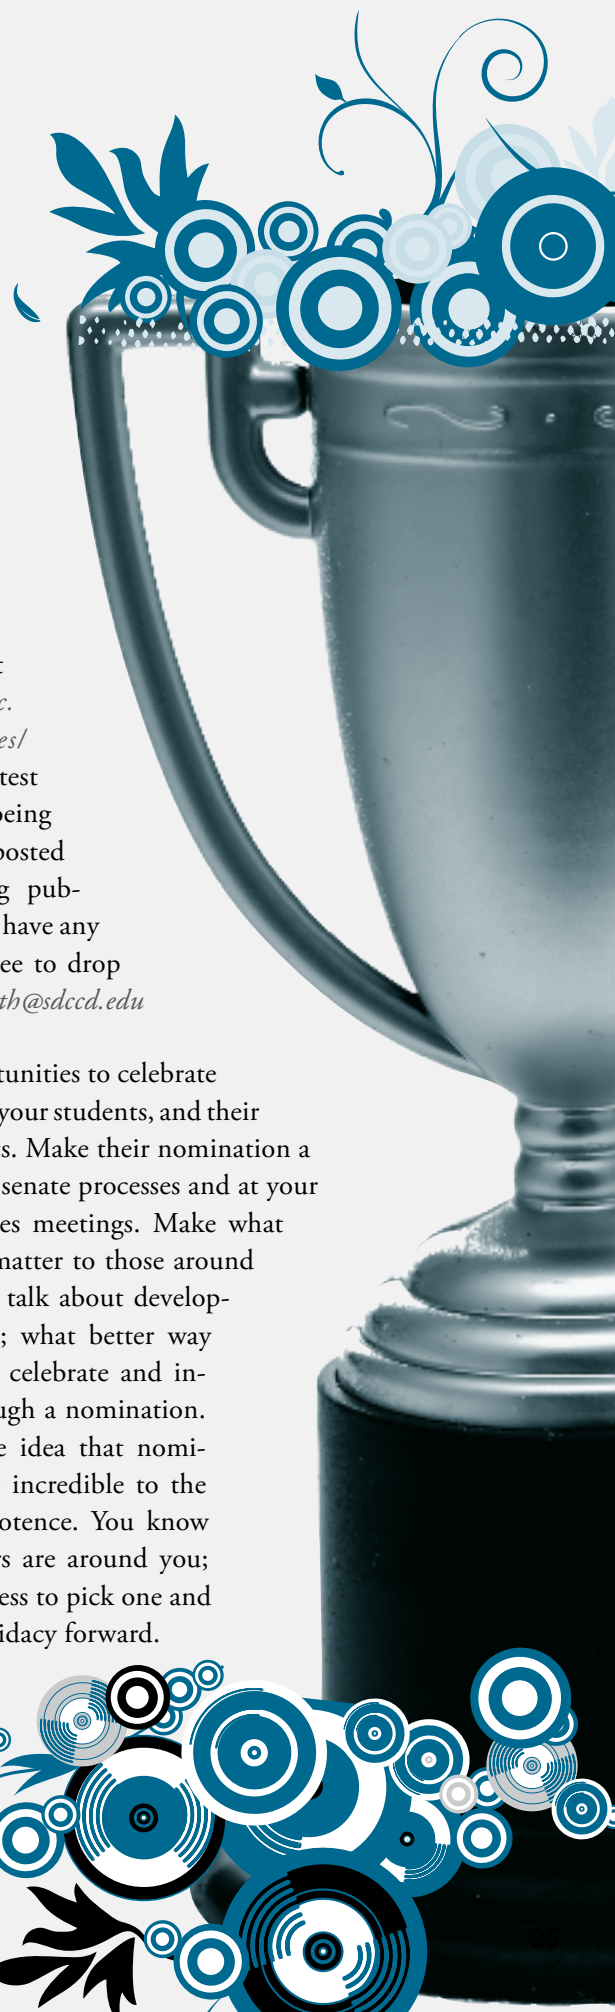 t
c.
es/
test
being
posted
g pub-
have any
ee to drop
th@sdccd.edu
tunities to celebrate
your students, and their
s. Make their nomination a
senate processes and at your
es meetings. Make what
matter to those around
talk about develop-
; what better way
celebrate and in-
ugh a nomination.
e idea that nomi-
incredible to the
otence. You know
rs are around you;
ess to pick one and
idacy forward.
25